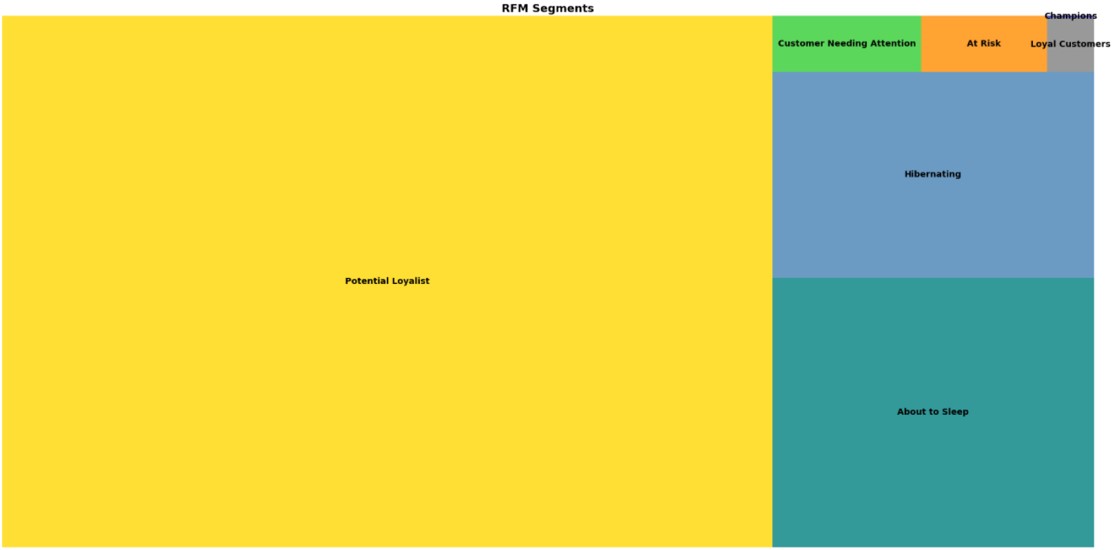 RFM Segments
Champions
Customer Needing Attention
At Risk
Loyal Customers
Hibernating
Potential Loyalist
About to Sleep